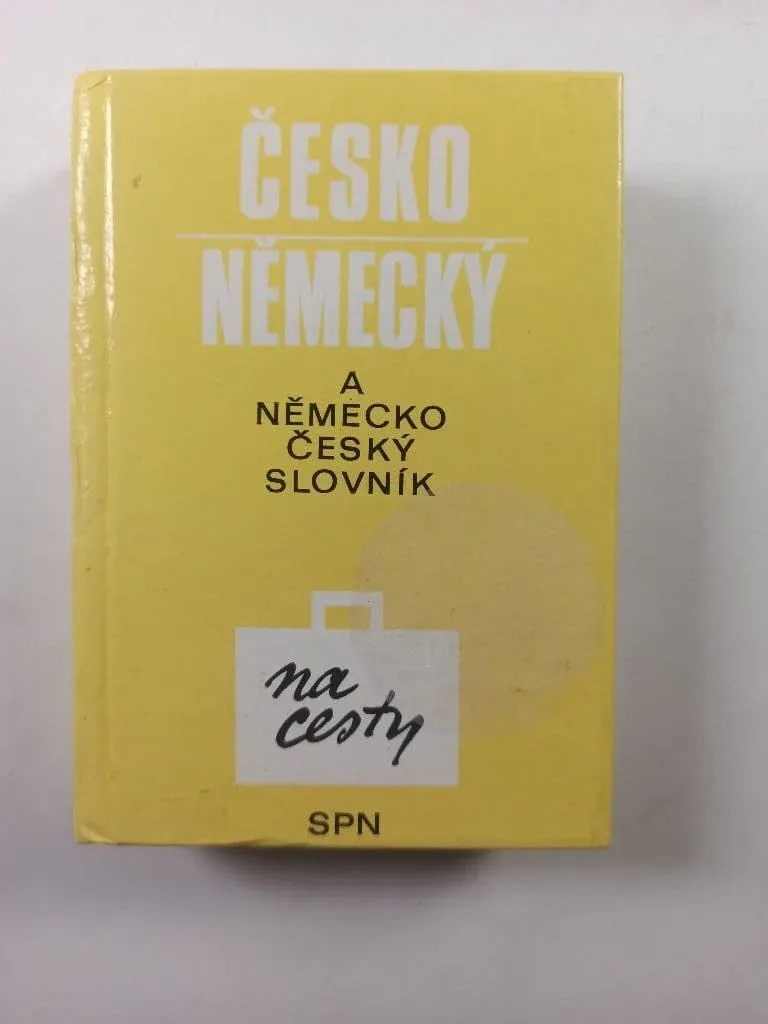 ČESKO
NĚMECKÝ
A
NĚMECKO
ČESKÝ
SLOVNÍK
na
cesty
SPN